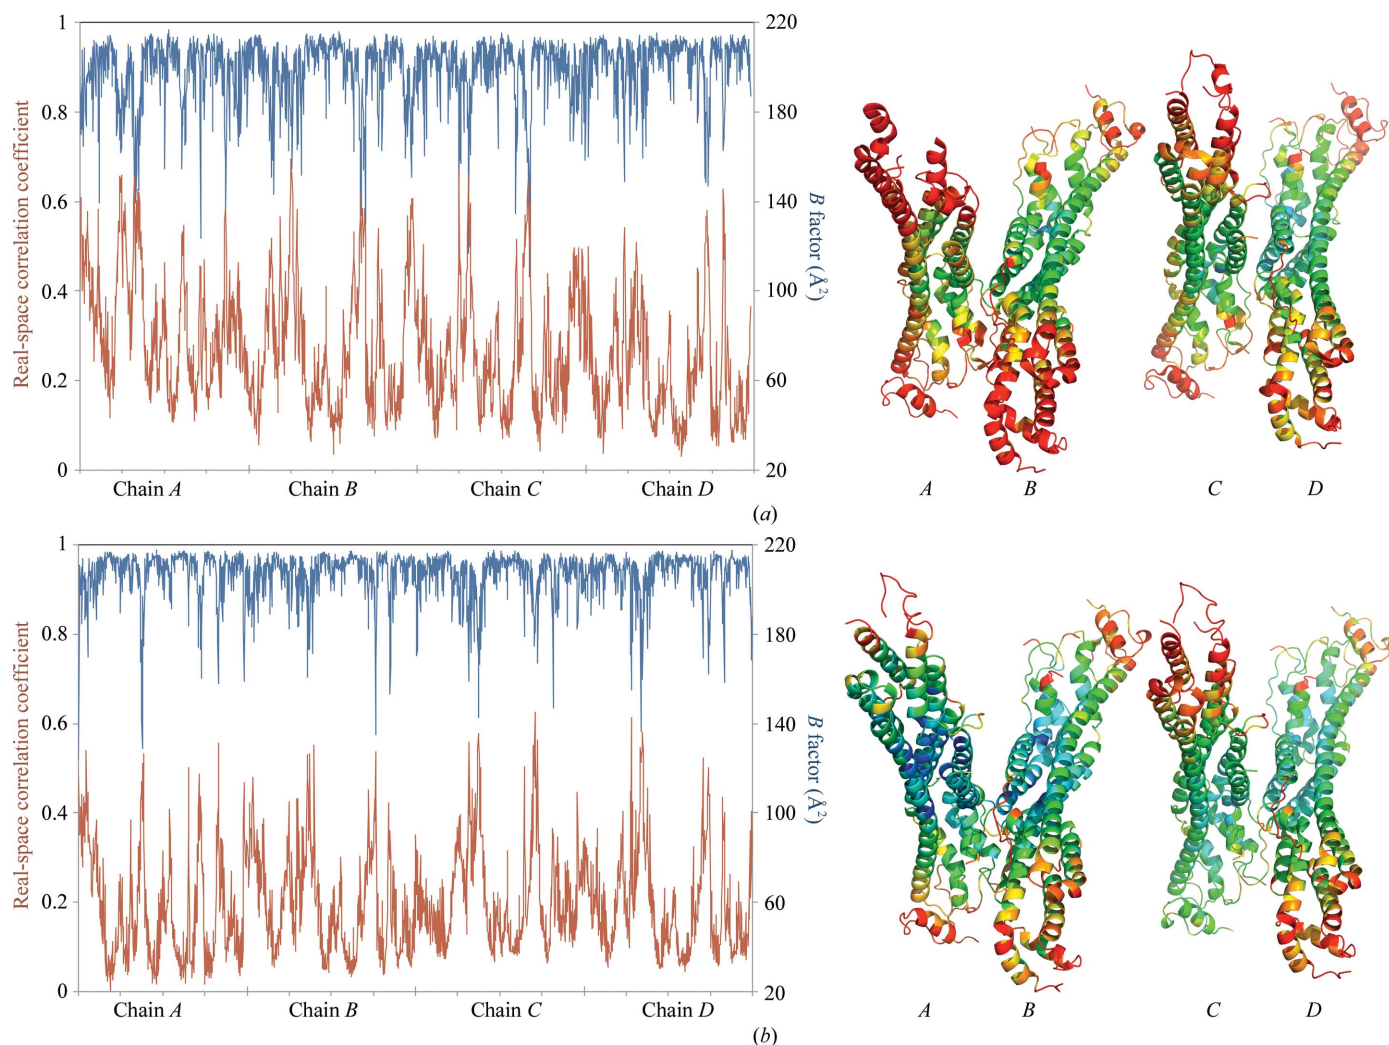 1
0.8
0.6
0.4
0.2
0
Real-space correlation coefficient
220
180
140
100
60
20
B factor (Å²)
Chain A
Chain B
Chain C
Chain D
A
B
C
D
(a)
1
0.8
0.6
0.4
0.2
0
Real-space correlation coefficient
220
180
140
100
60
20
B factor (Å²)
Chain A
Chain B
Chain C
Chain D
A
B
C
D
(b)